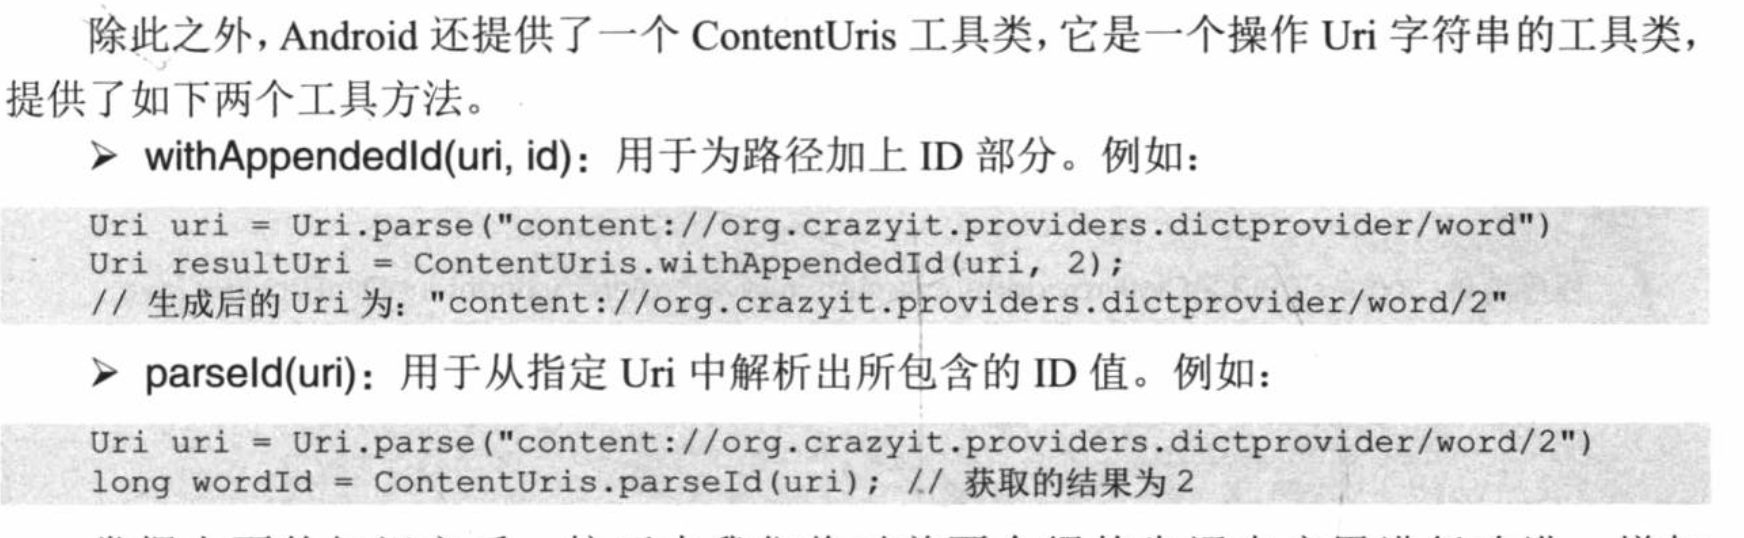 除此之外，Android 还提供了一个 ContentUris 工具类，它是一个操作 Uri 字符串的工具类，
提供了如下两个工具方法。
➢ withAppendedId(uri, id)：用于为路径加上 ID 部分。例如：
Uri uri = Uri.parse("content://org.crazyit.providers.dictprovider/word")
Uri resultUri = ContentUris.withAppendedId(uri, 2);
// 生成后的 Uri 为："content://org.crazyit.providers.dictprovider/word/2"
➢ parseId(uri)：用于从指定 Uri 中解析出所包含的 ID 值。例如：
Uri uri = Uri.parse("content://org.crazyit.providers.dictprovider/word/2")
long wordId = ContentUris.parseId(uri); // 获取的结果为 2